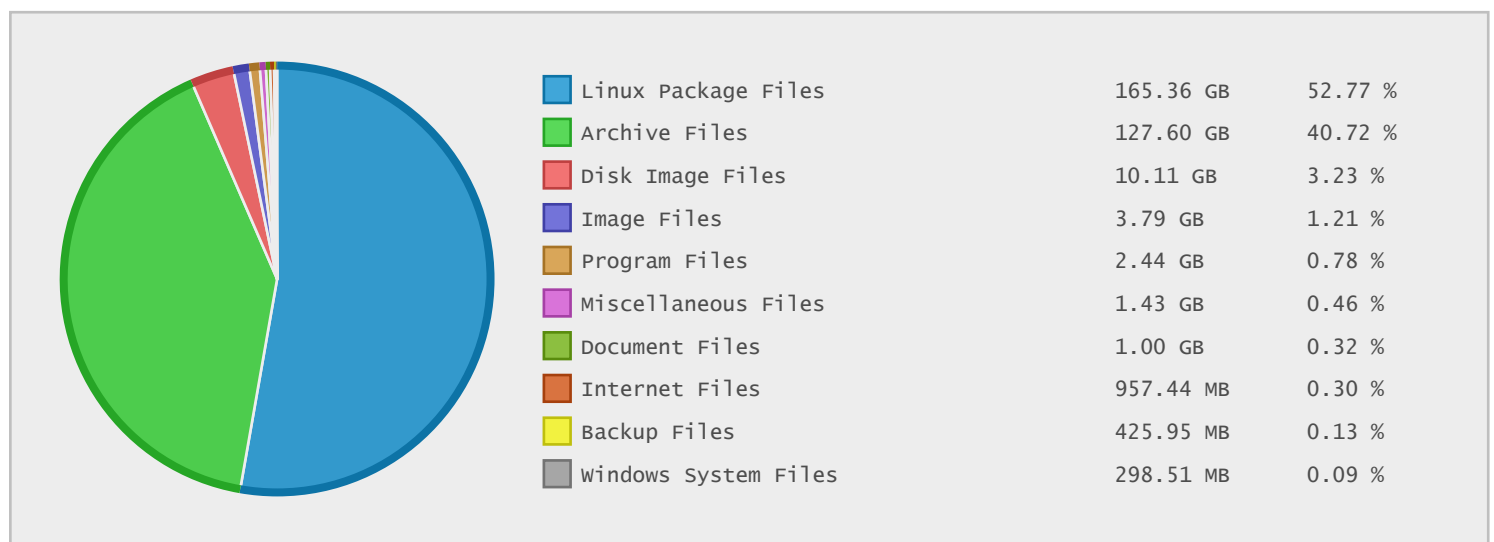 Linux Package Files 165.36 GB 52.77 %
Archive Files 127.60 GB 40.72 %
Disk Image Files 10.11 GB 3.23 %
Image Files 3.79 GB 1.21 %
Program Files 2.44 GB 0.78 %
Miscellaneous Files 1.43 GB 0.46 %
Document Files 1.00 GB 0.32 %
Internet Files 957.44 MB 0.30 %
Backup Files 425.95 MB 0.13 %
Windows System Files 298.51 MB 0.09 %